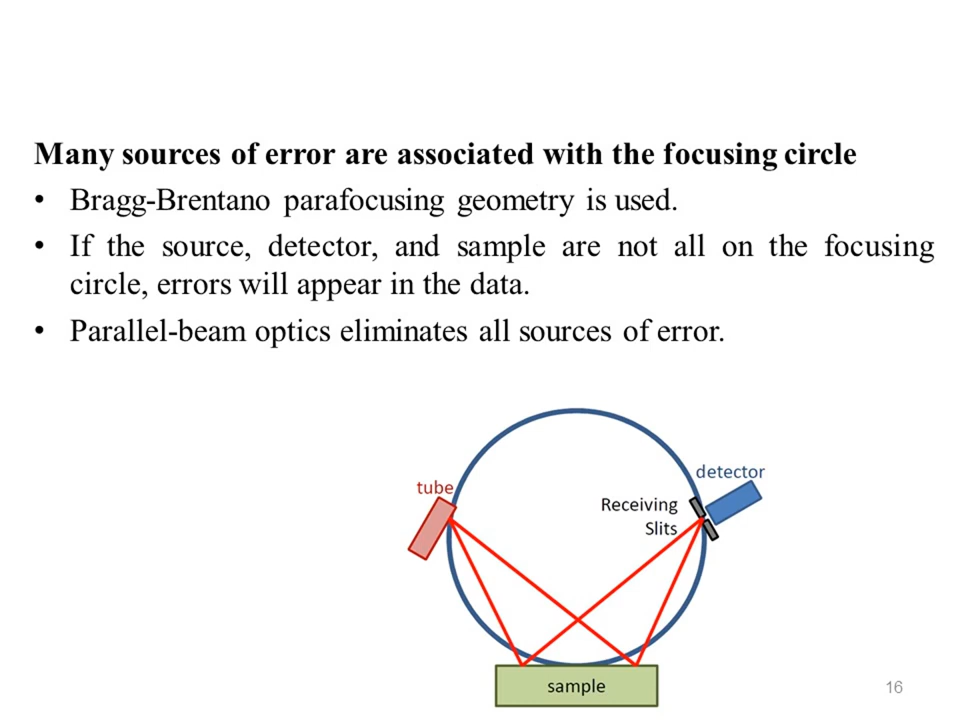 Many sources of error are associated with the focusing circle
• Bragg-Brentano parafocusing geometry is used.
• If the source, detector, and sample are not all on the focusing
circle, errors will appear in the data.
• Parallel-beam optics eliminates all sources of error.
detector
tube
Receiving
Slits
sample
16